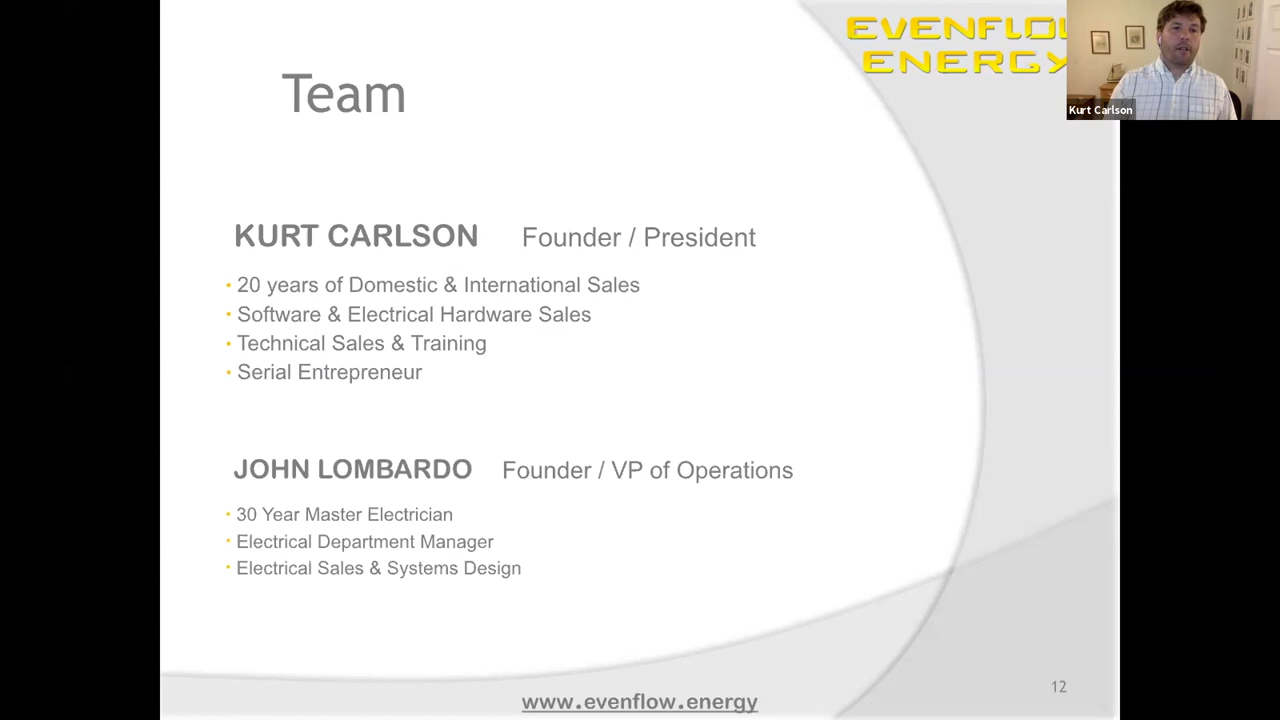 EVENFLOW
ENERGY
Kurt Carlson
Team
KURT CARLSON Founder / President
· 20 years of Domestic & International Sales
· Software & Electrical Hardware Sales
· Technical Sales & Training
· Serial Entrepreneur
JOHN LOMBARDO Founder / VP of Operations
· 30 Year Master Electrician
· Electrical Department Manager
· Electrical Sales & Systems Design
www.evenflow.energy
12